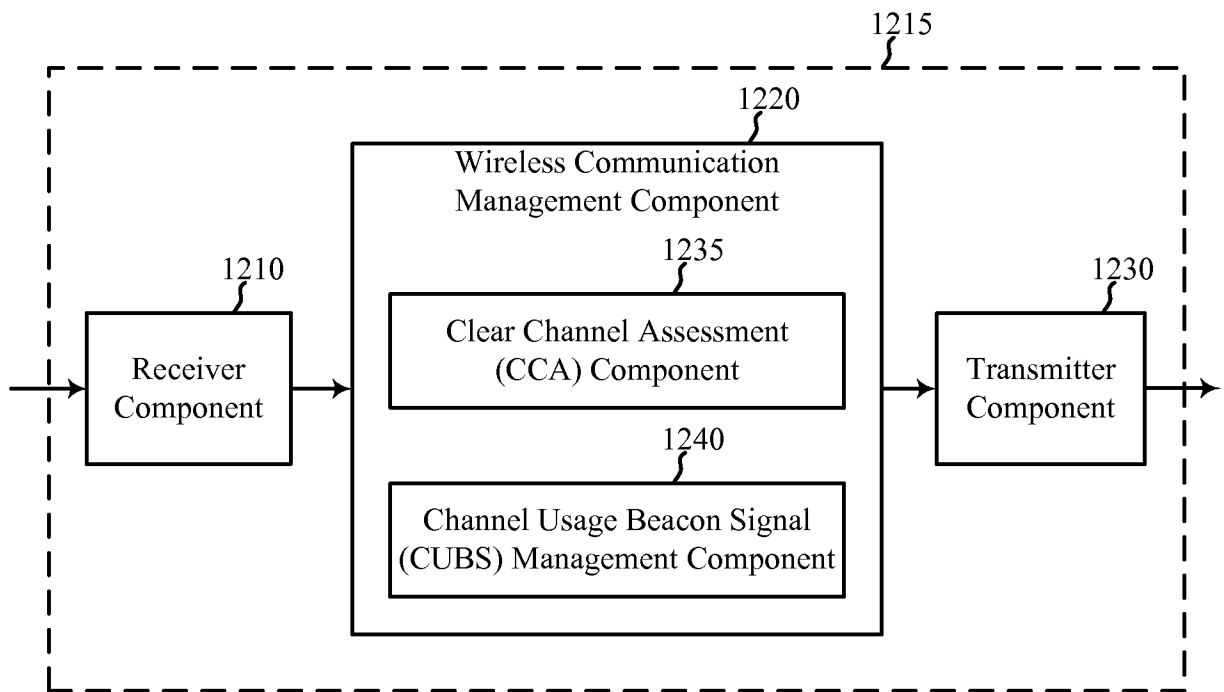 1215
1220
Wireless Communication
Management Component
1235
Clear Channel Assessment
(CCA) Component
1210
Receiver
Component
1230
Transmitter
Component
1240
Channel Usage Beacon Signal
(CUBS) Management Component